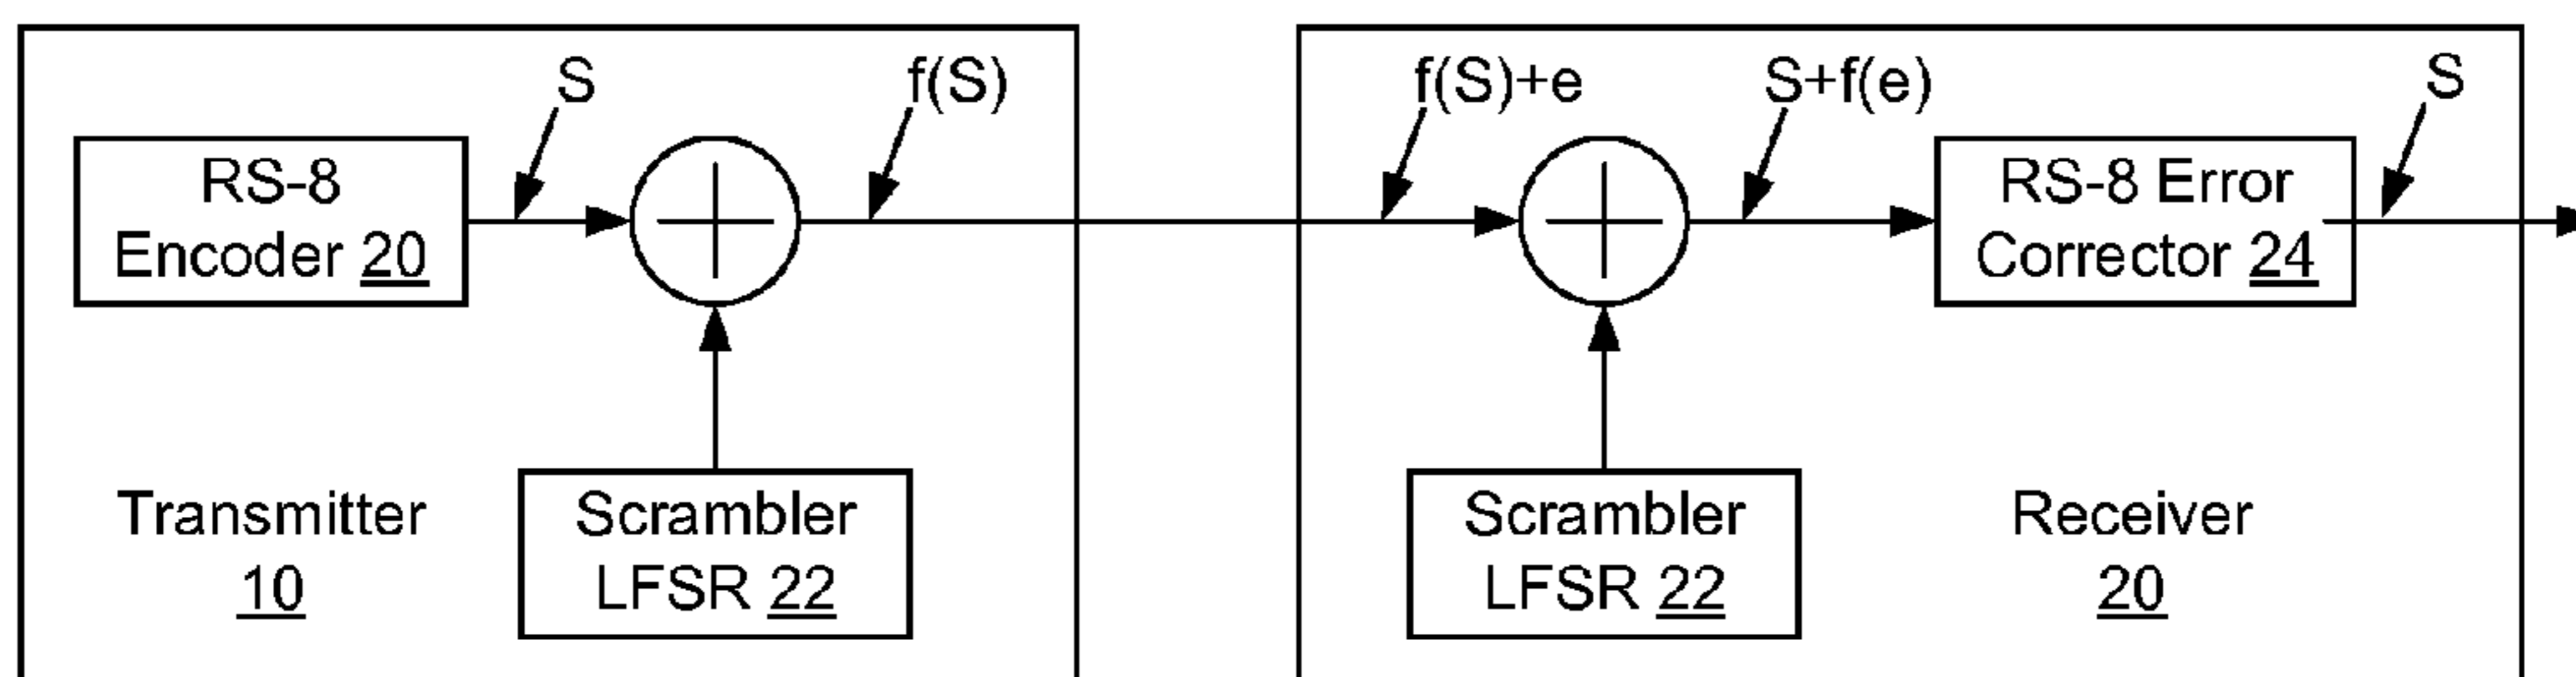 S
f(S)
f(S)+e
S+f(e)
S
RS-8
Encoder 20
RS-8 Error
Corrector 24
Transmitter
10
Scrambler
LFSR 22
Scrambler
LFSR 22
Receiver
20